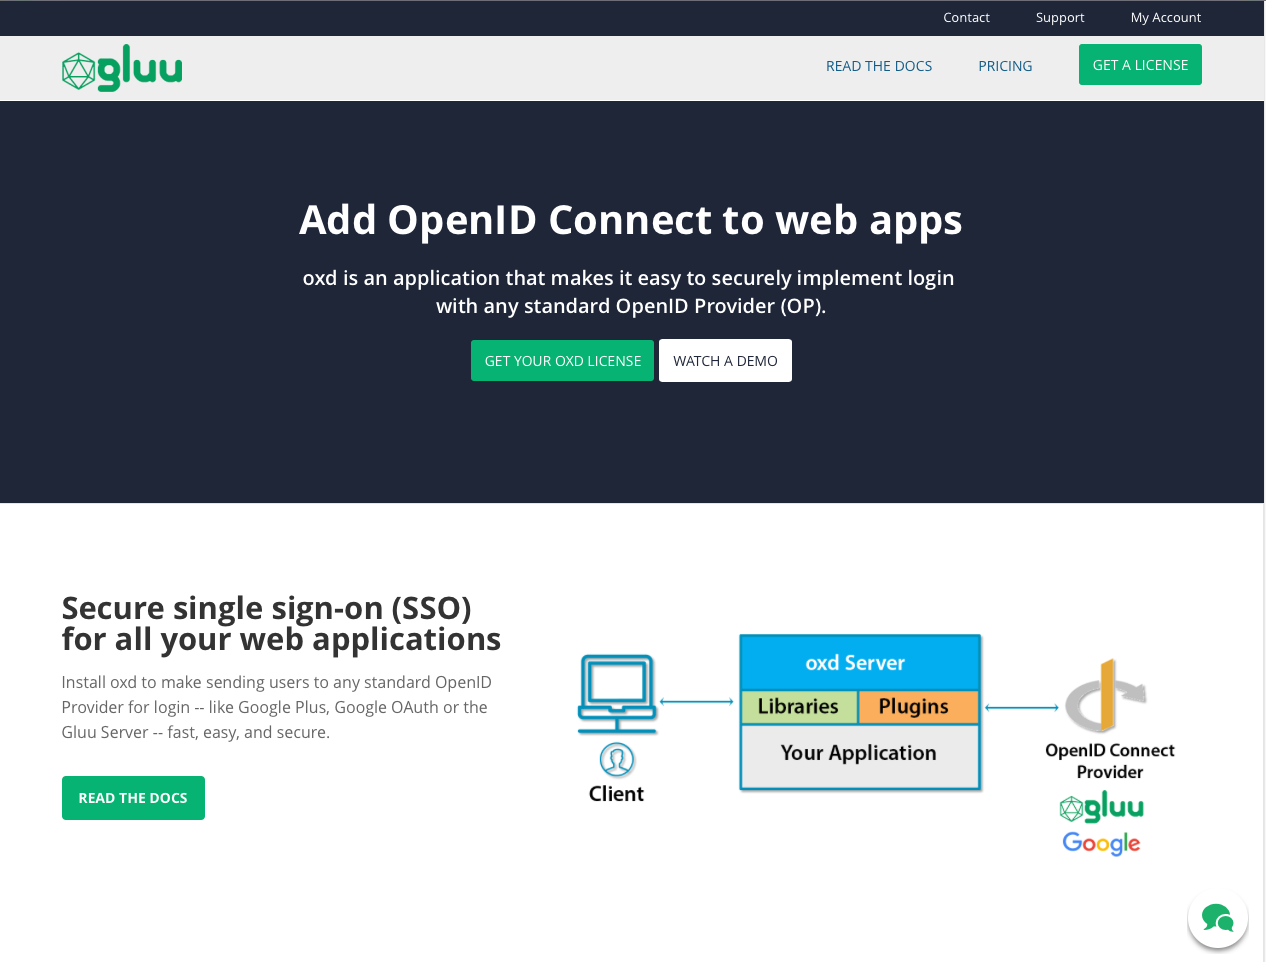 Contact Support My Account
gluu READ THE DOCS PRICING GET A LICENSE
Add OpenID Connect to web apps
oxd is an application that makes it easy to securely implement login
with any standard OpenID Provider (OP).
GET YOUR OXD LICENSE WATCH A DEMO
Secure single sign-on (SSO)
for all your web applications
Install oxd to make sending users to any standard OpenID
Provider for login -- like Google Plus, Google OAuth or the
Gluu Server -- fast, easy, and secure.
READ THE DOCS
Client
oxd Server
Libraries Plugins
Your Application
OpenID Connect
Provider
gluu
Google